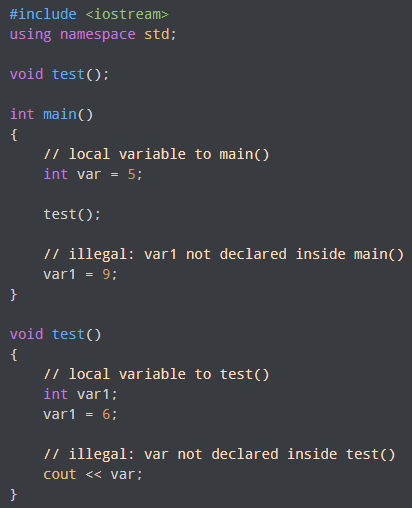 #include <iostream>
using namespace std;

void test();

int main()
{
    // local variable to main()
    int var = 5;

    test();

    // illegal: var1 not declared inside main()
    var1 = 9;
}

void test()
{
    // local variable to test()
    int var1;
    var1 = 6;

    // illegal: var not declared inside test()
    cout << var;
}